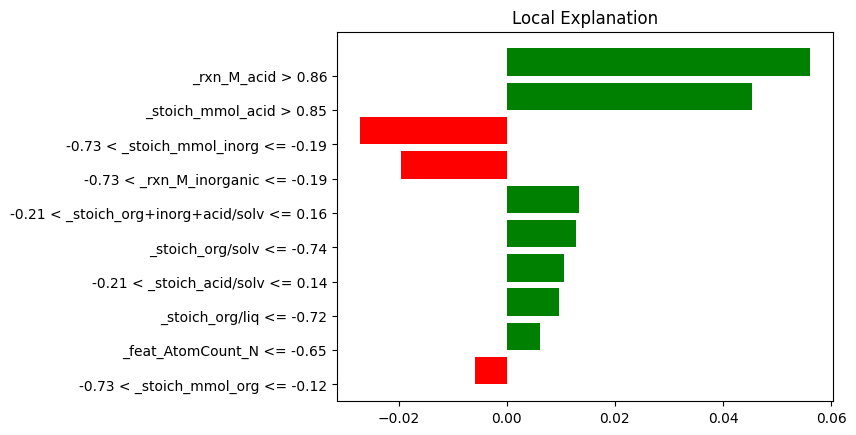 Local Explanation
_rxn_M_acid > 0.86
_stoich_mmol_acid > 0.85
-0.73 < _stoich_mmol_inorg <= -0.19
-0.73 < _rxn_M_inorganic <= -0.19
-0.21 < _stoich_org+inorg+acid/solv <= 0.16
_stoich_org/solv <= -0.74
-0.21 < _stoich_acid/solv <= 0.14
_stoich_org/liq <= -0.72
_feat_AtomCount_N <= -0.65
-0.73 < _stoich_mmol_org <= -0.12
−0.02 0.00 0.02 0.04 0.06